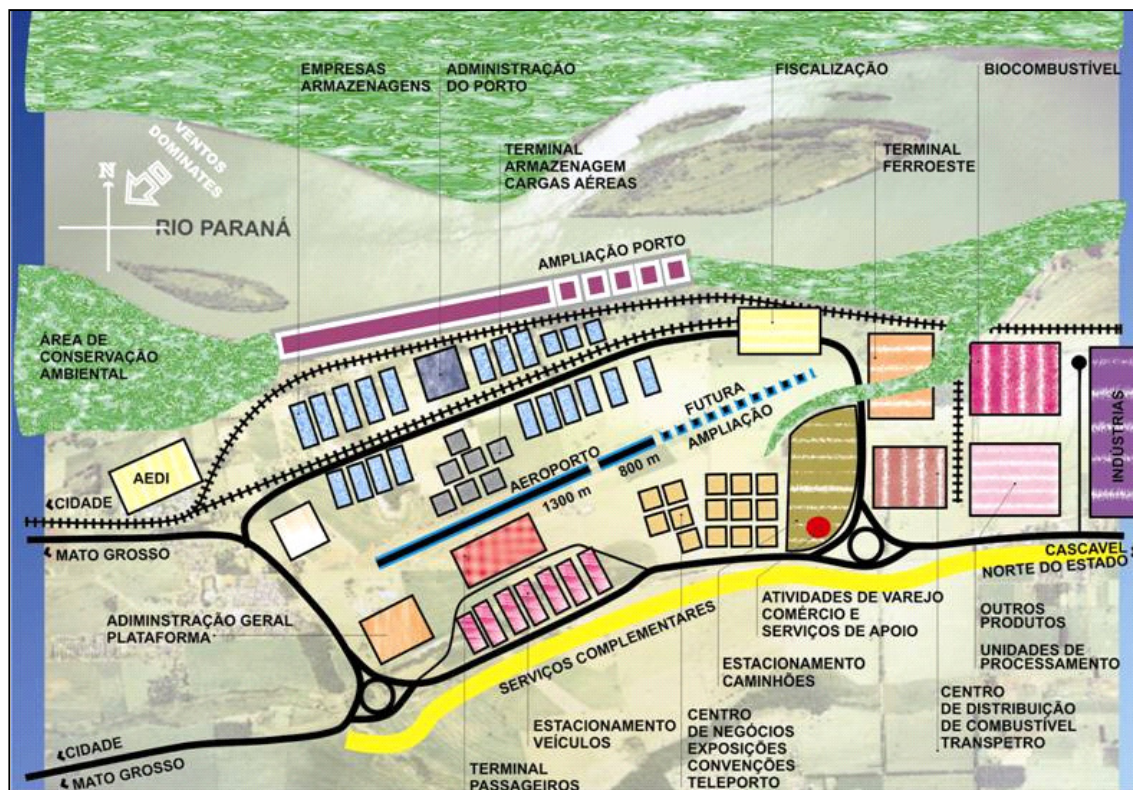 EMPRESAS
ARMAZENAGENS
ADMINISTRAÇÃO
DO PORTO
FISCALIZAÇÃO
BIOCOMBUSTÍVEL
VENTOS
DOMINATES
N
TERMINAL
ARMAZENAGEM
CARGAS AÉREAS
TERMINAL
FERROESTE
RIO PARANÁ
AMPLIAÇÃO PORTO
ÁREA DE
CONSERVAÇÃO
AMBIENTAL
FUTURA
AMPLIAÇÃO
AEROPORTO
1300 m
800 m
INDUSTRIAS
AEDI
CIDADE
MATO GROSSO
CASCAVEL
NORTE DO ESTADO
ADIMINSTRAÇÃO GERAL
PLATAFORMA
SERVIÇOS COMPLEMENTARES
ATIVIDADES DE VAREJO
COMÉRCIO E
SERVIÇOS DE APOIO
OUTROS
PRODUTOS
UNIDADES DE
PROCESSAMENTO
ESTACIONAMENTO
CAMINHÕES
CENTRO
DE DISTRIBUIÇÃO
DE COMBUSTÍVEL
TRANSPETRO
ESTACIONAMENTO
VEÍCULOS
CENTRO
DE NEGÓCIOS
EXPOSIÇÕES
CONVENÇÕES
TELEPORTO
TERMINAL
PASSAGEIROS
CIDADE
MATO GROSSO